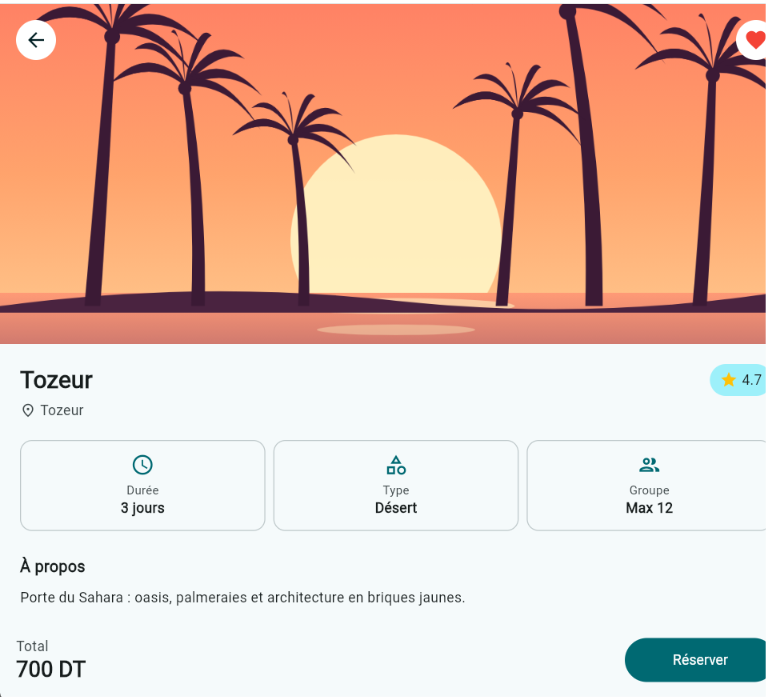 Tozeur
4.7
Tozeur
Durée
3 jours
Type
Désert
Groupe
Max 12
À propos
Porte du Sahara : oasis, palmeraies et architecture en briques jaunes.
Total
700 DT
Réserver